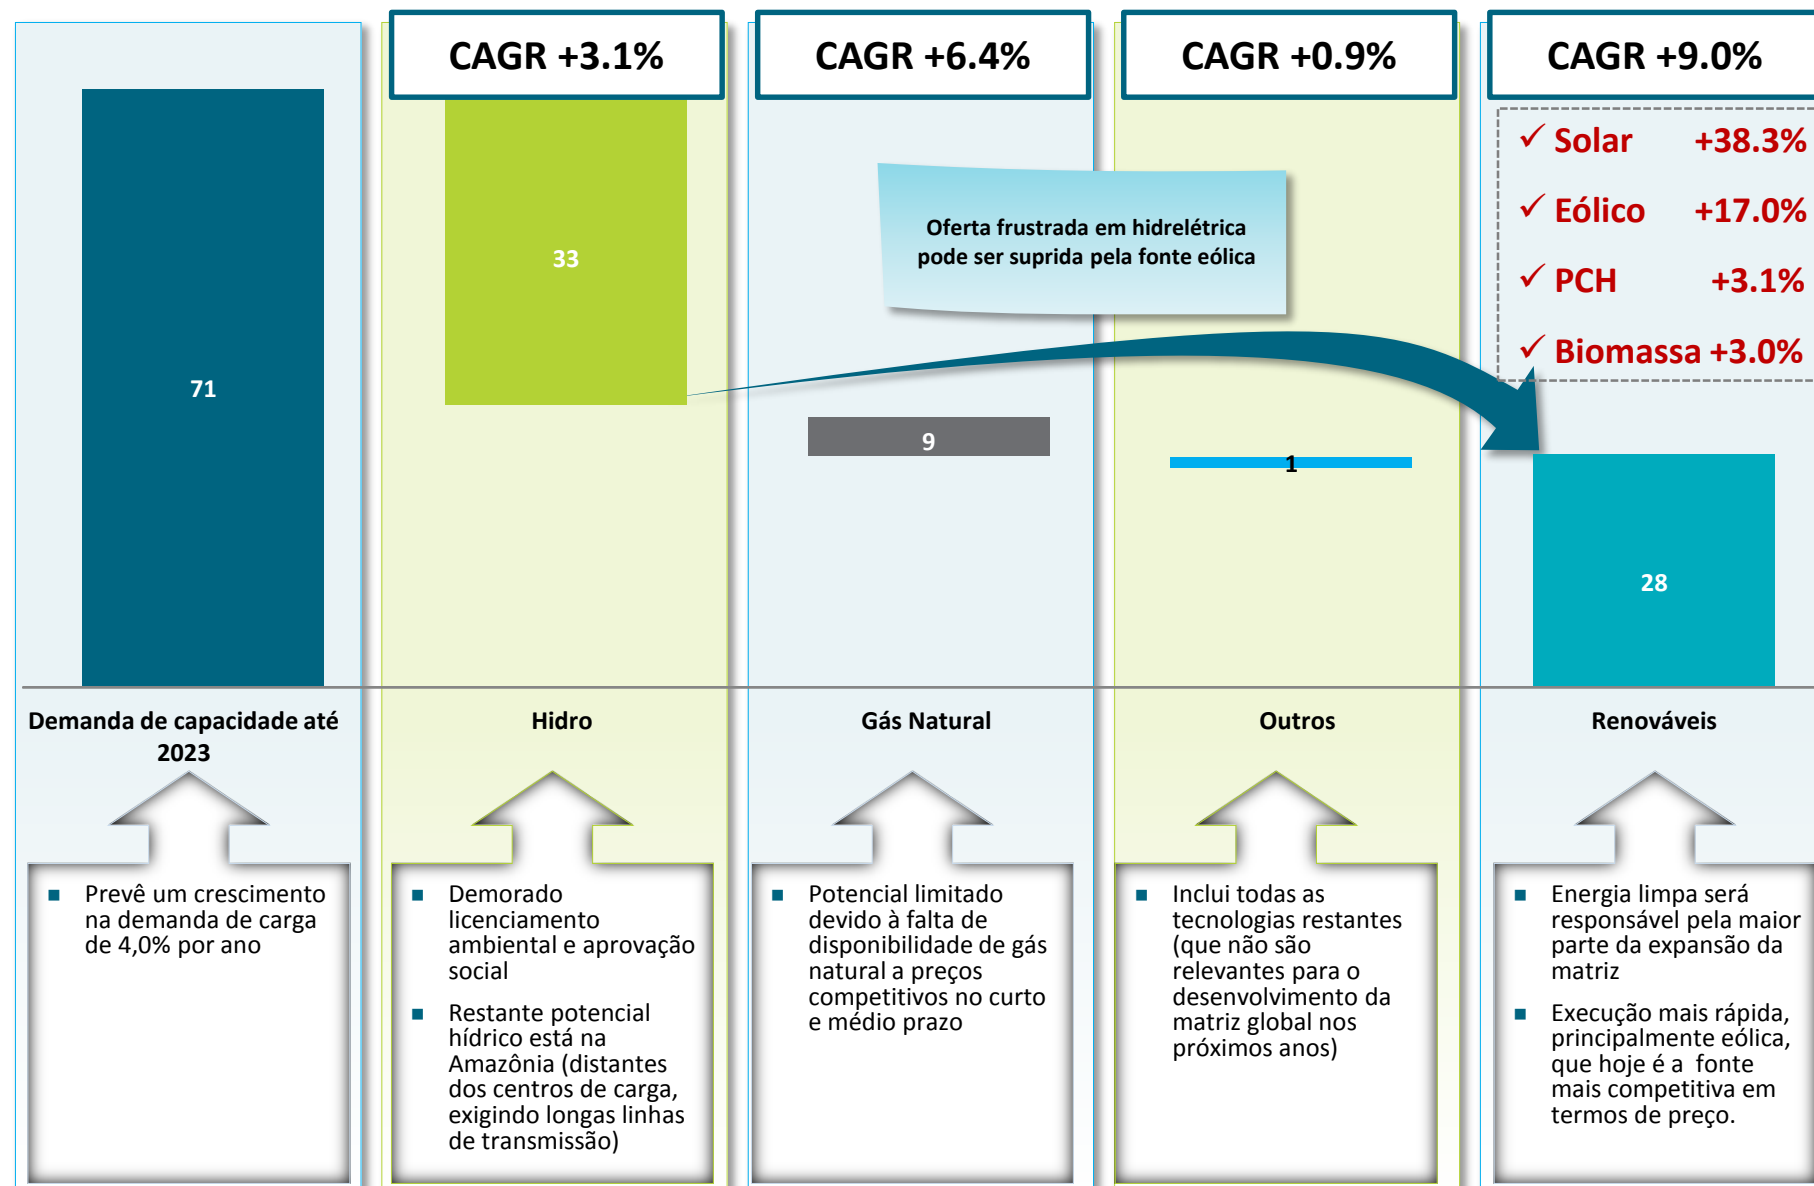 CAGR +3.1%
CAGR +6.4%
CAGR +0.9%
CAGR +9.0%
✓ Solar +38.3%
✓ Eólico +17.0%
✓ PCH +3.1%
✓ Biomassa +3.0%
Oferta frustrada em hidrelétrica
pode ser suprida pela fonte eólica
71
33
9
1
28
Demanda de capacidade até
2023
Hidro
Gás Natural
Outros
Renováveis
■ Prevê um crescimento
na demanda de carga
de 4,0% por ano
■ Demorado
licenciamento
ambiental e aprovação
social
■ Restante potencial
hídrico está na
Amazônia (distantes
dos centros de carga,
exigindo longas linhas
de transmissão)
■ Potencial limitado
devido à falta de
disponibilidade de gás
natural a preços
competitivos no curto
e médio prazo
■ Inclui todas as
tecnologias restantes
(que não são
relevantes para o
desenvolvimento da
matriz global nos
próximos anos)
■ Energia limpa será
responsável pela maior
parte da expansão da
matriz
■ Execução mais rápida,
principalmente eólica,
que hoje é a fonte
mais competitiva em
termos de preço.